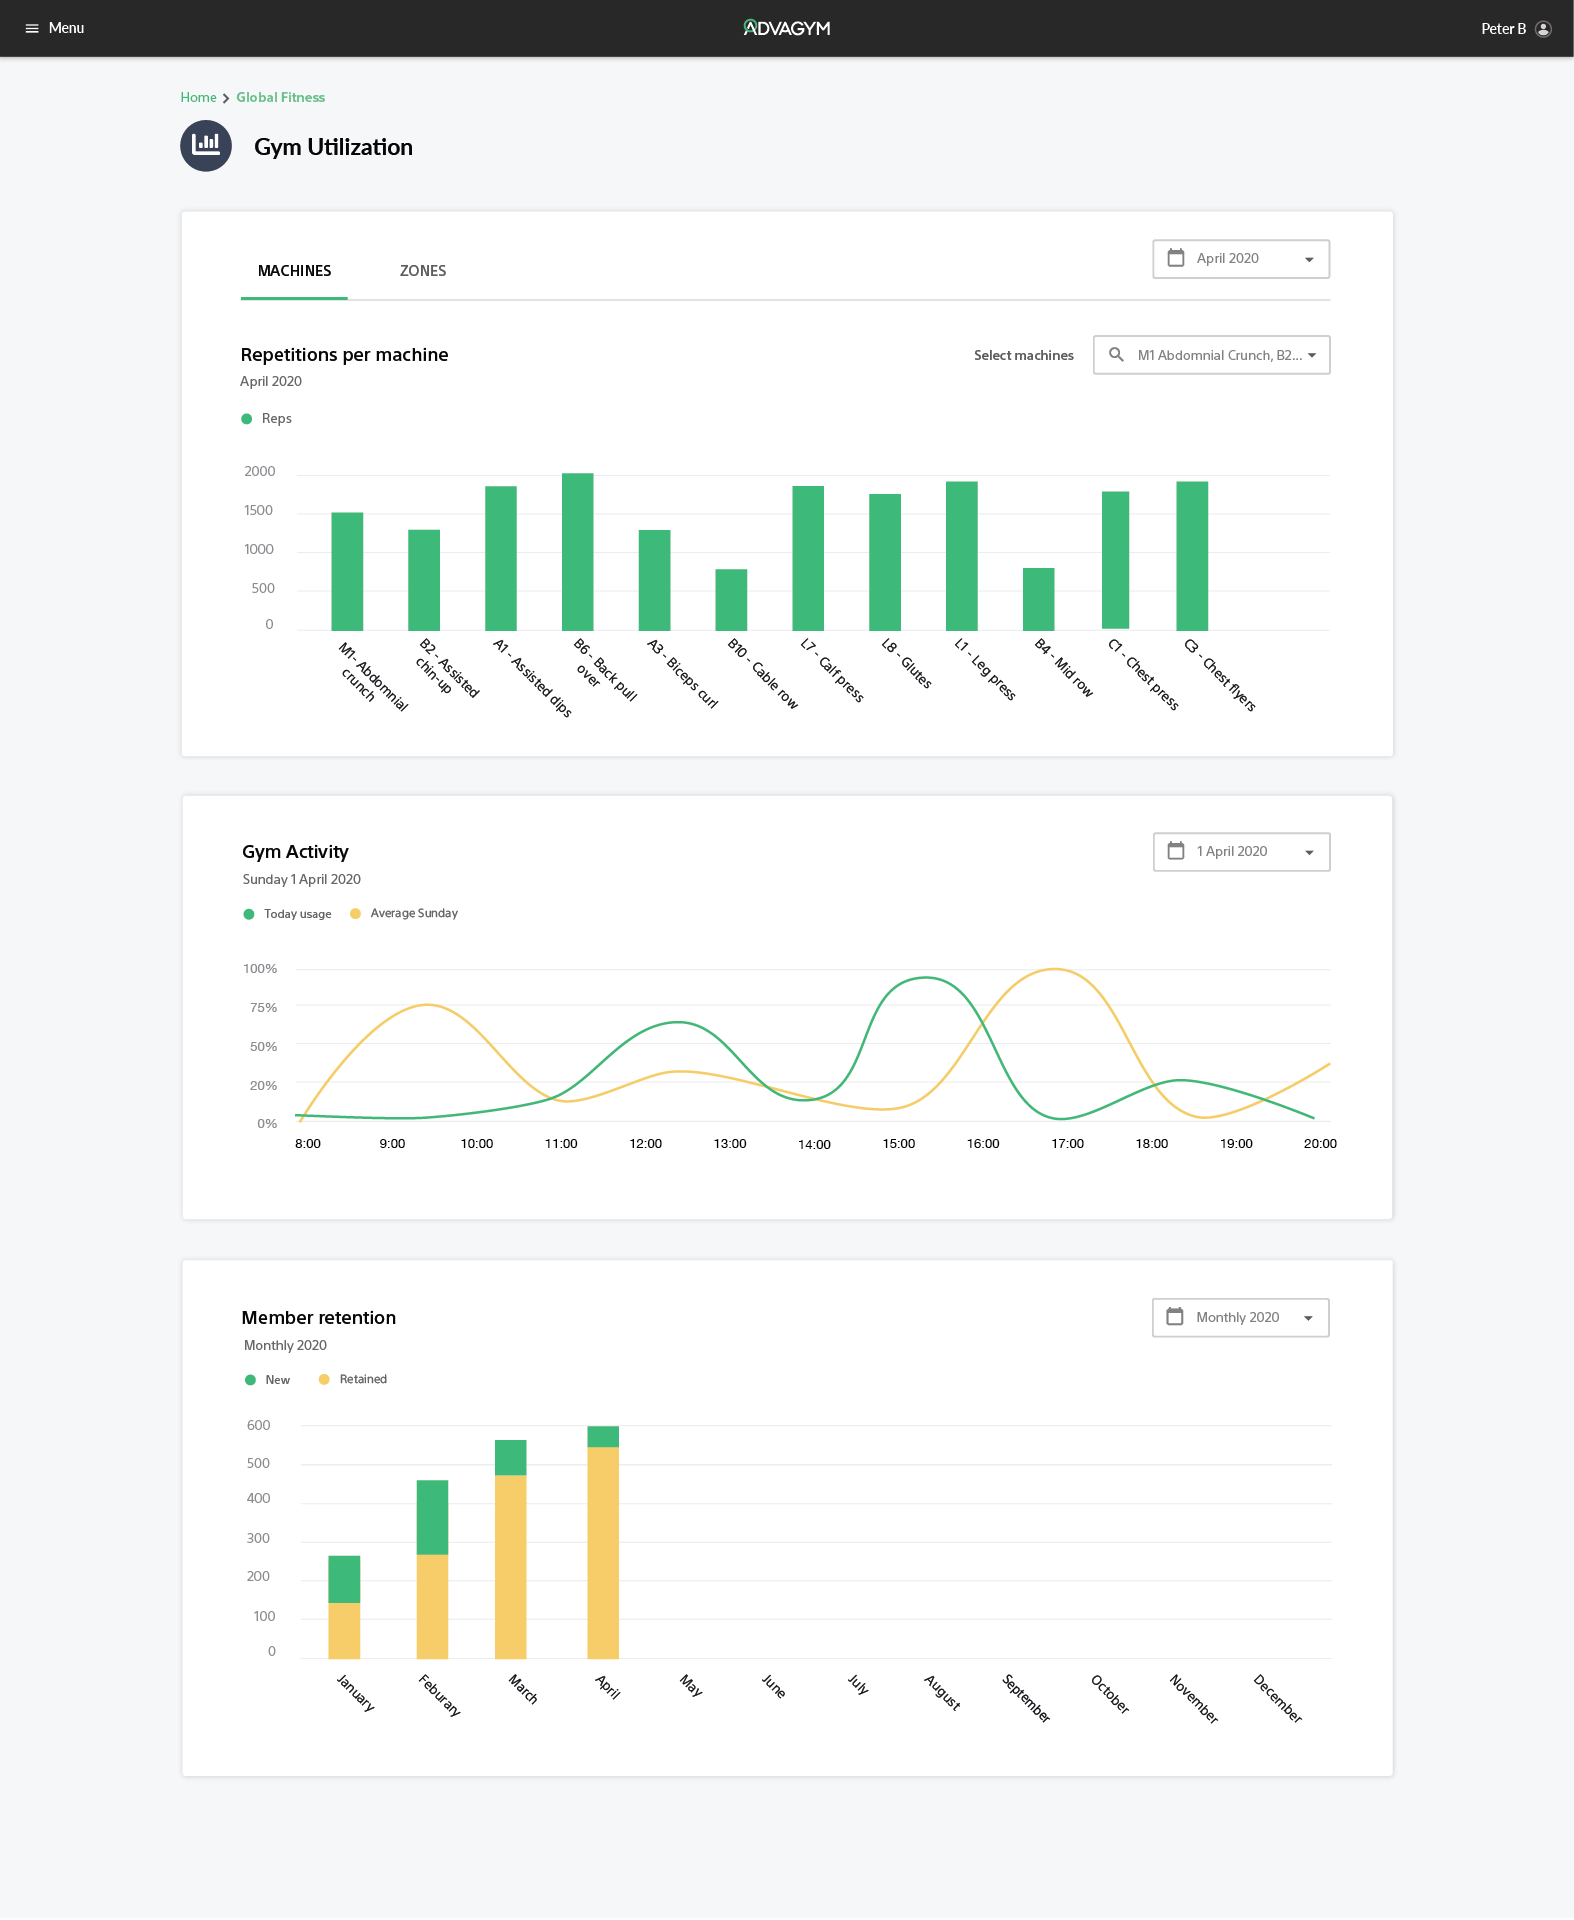 Menu
ADVAGYM
Peter B
Home > Global Fitness
Gym Utilization
MACHINES
ZONES
April 2020
Repetitions per machine
Select machines
M1 Abdomnial Crunch, B2...
April 2020
Reps
2000
1500
1000
500
0
M1- Abdomnial
crunch
B2 - Assisted
chin-up
A1 - Assisted dips
B6 - Back pull
over
A3 - Biceps curl
B10 - Cable row
L7 - Calf press
L8 - Glutes
L1 - Leg press
B4 - Mid row
C1 - Chest press
C3 - Chest flyers
Gym Activity
1 April 2020
Sunday 1 April 2020
Today usage
Average Sunday
100%
75%
50%
20%
0%
8:00 9:00 10:00 11:00 12:00 13:00 14:00 15:00 16:00 17:00 18:00 19:00 20:00
Member retention
Monthly 2020
Monthly 2020
New
Retained
600
500
400
300
200
100
0
January
Feburary
March
April
May
June
July
August
September
October
November
December